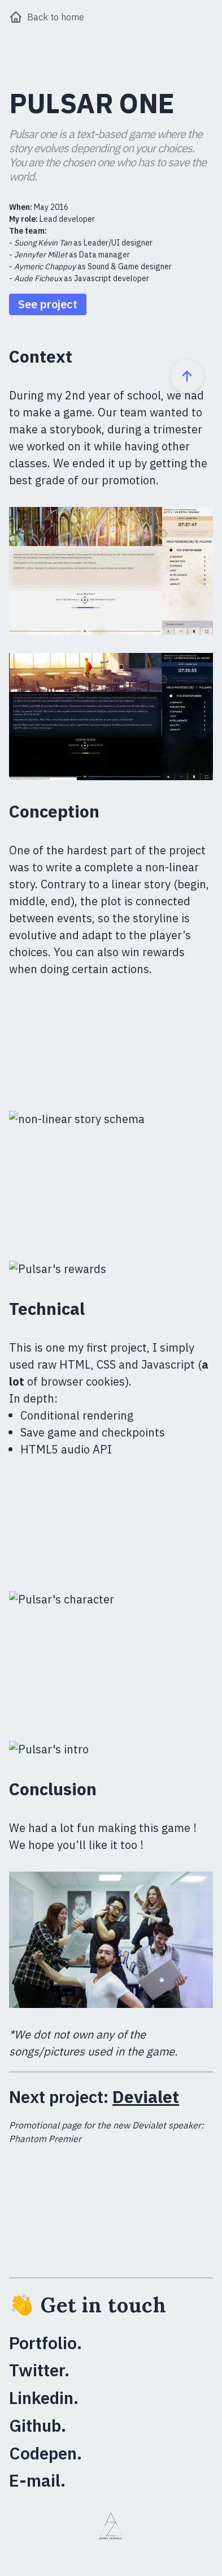 Back to home
PULSAR ONE
Pulsar one is a text-based game where the
story evolves depending on your choices.
You are the chosen one who has to save the
world.
When: May 2016
My role: Lead developer
The team:
- Suong Kévin Tan as Leader/UI designer
- Jennyfer Millet as Data manager
- Aymeric Chappuy as Sound & Game designer
- Aude Ficheux as Javascript developer
See project
Context
During my 2nd year of school, we had
to make a game. Our team wanted to
make a storybook, during a trimester
we worked on it while having other
classes. We ended it up by getting the
best grade of our promotion.
07:37:47
07:35:55
Conception
One of the hardest part of the project
was to write a complete a non-linear
story. Contrary to a linear story (begin,
middle, end), the plot is connected
between events, so the storyline is
evolutive and adapt to the player's
choices. You can also win rewards
when doing certain actions.
non-linear story schema
Pulsar's rewards
Technical
This is one my first project, I simply
used raw HTML, CSS and Javascript (a
lot of browser cookies).
In depth:
• Conditional rendering
• Save game and checkpoints
• HTML5 audio API
Pulsar's character
Pulsar's intro
Conclusion
We had a lot fun making this game !
We hope you'll like it too !
*We dot not own any of the
songs/pictures used in the game.
Next project: Devialet
Promotional page for the new Devialet speaker:
Phantom Premier
👋 Get in touch
Portfolio.
Twitter.
Linkedin.
Github.
Codepen.
E-mail.